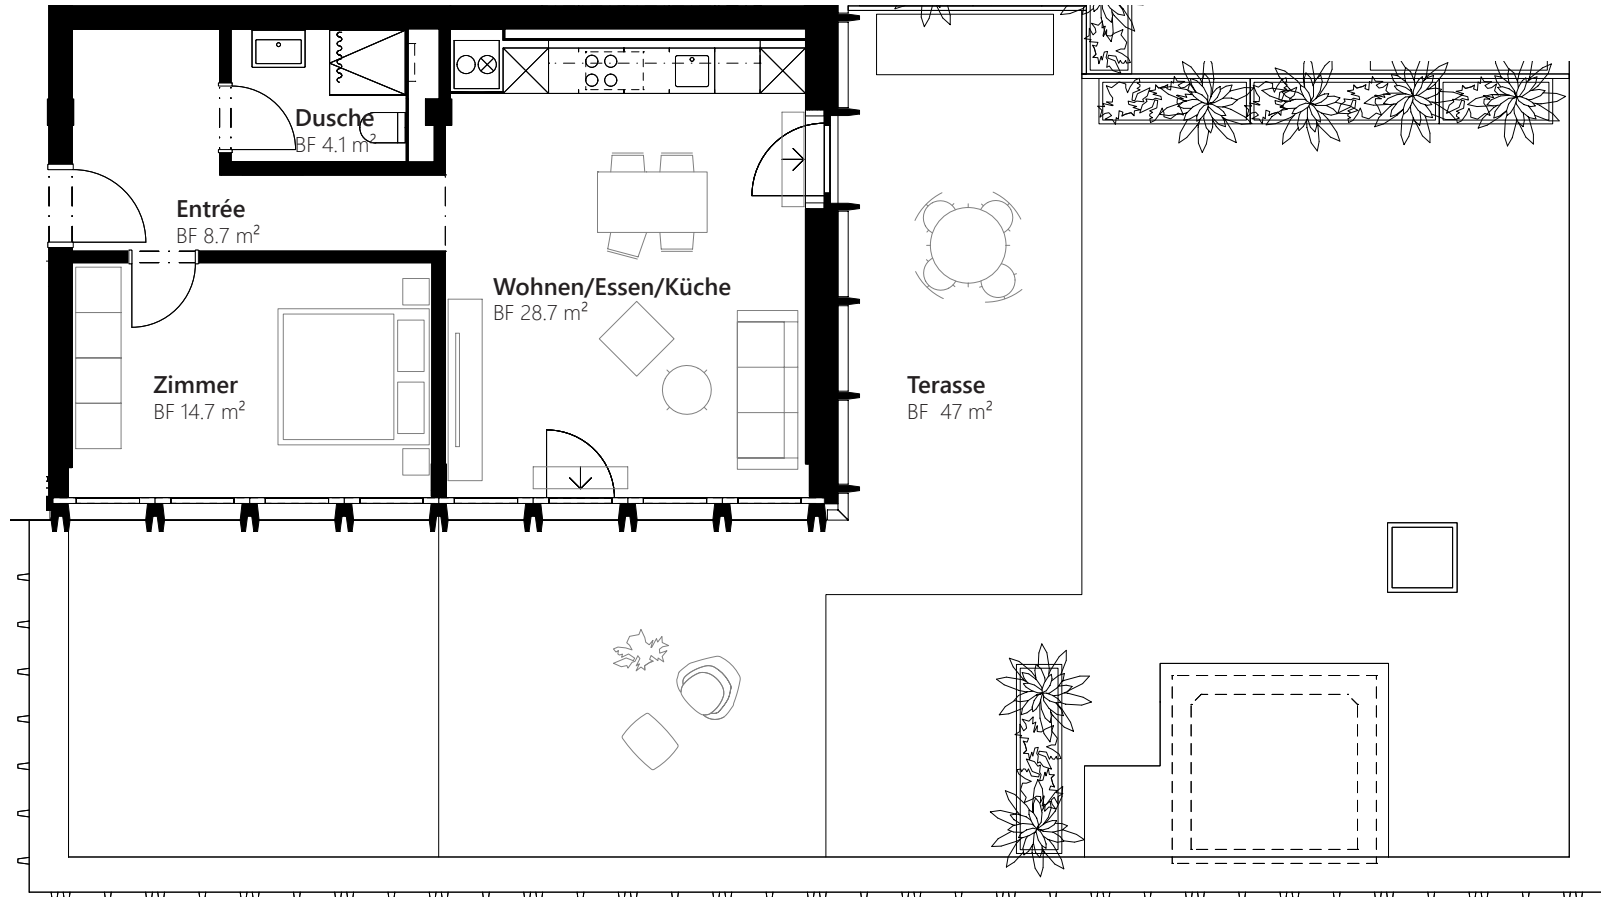 Dusche
BF 4.1 m²
Entrée
BF 8.7 m²
Wohnen/Essen/Küche
BF 28.7 m²
Zimmer
BF 14.7 m²
Terasse
BF 47 m²